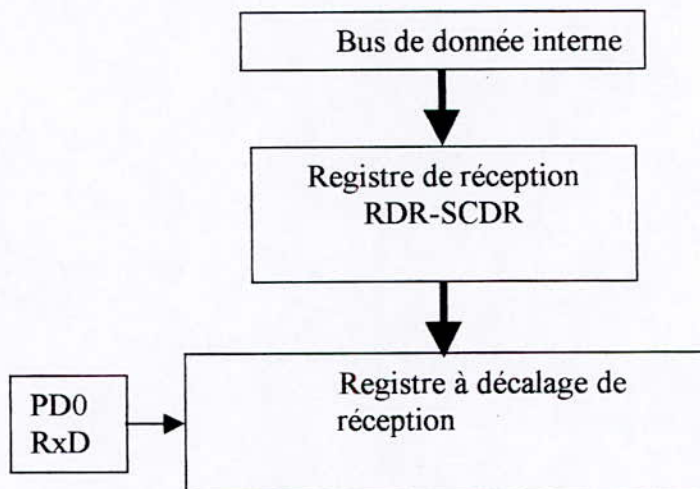 Bus de donnée interne
Registre de réception
RDR-SCDR
Registre à décalage de
réception
PD0
RxD